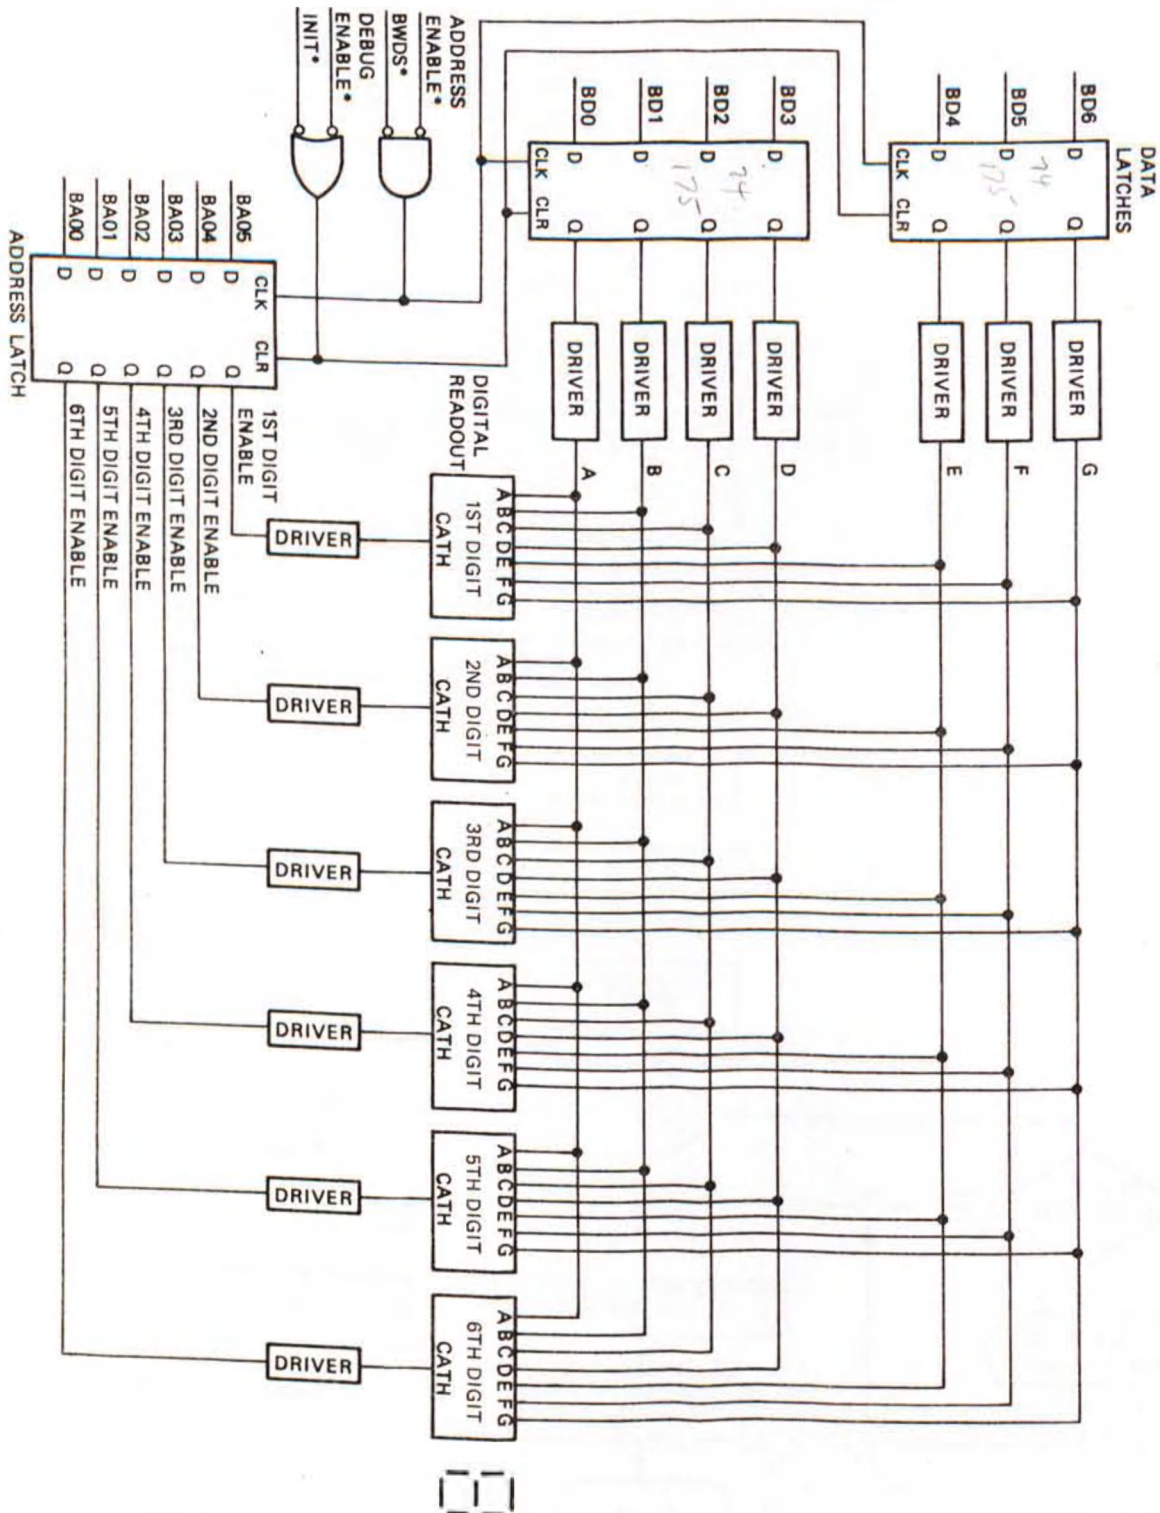 DATA
LATCHES
BD6
BD5
BD4
D
D
D
CLK
CLR
Q
Q
Q
74
175
BD3
BD2
BD1
BD0
D
D
D
D
CLK
CLR
Q
Q
Q
Q
74
175
ADDRESS
ENABLE*
BWDS*
DEBUG
ENABLE*
INIT*
DRIVER
DRIVER
DRIVER
DRIVER
DRIVER
DRIVER
DRIVER
G
F
E
D
C
B
A
BA05
BA04
BA03
BA02
BA01
BA00
CLK
CLR
D
D
D
D
D
D
Q
Q
Q
Q
Q
Q
ADDRESS LATCH
1ST DIGIT
ENABLE
2ND DIGIT ENABLE
3RD DIGIT ENABLE
4TH DIGIT ENABLE
5TH DIGIT ENABLE
6TH DIGIT ENABLE
DIGITAL
READOUT
DRIVER
DRIVER
DRIVER
DRIVER
DRIVER
DRIVER
ABCDEFG
1ST DIGIT
CATH
ABCDEFG
2ND DIGIT
CATH
ABCDEFG
3RD DIGIT
CATH
ABCDEFG
4TH DIGIT
CATH
ABCDEFG
5TH DIGIT
CATH
ABCDEFG
6TH DIGIT
CATH